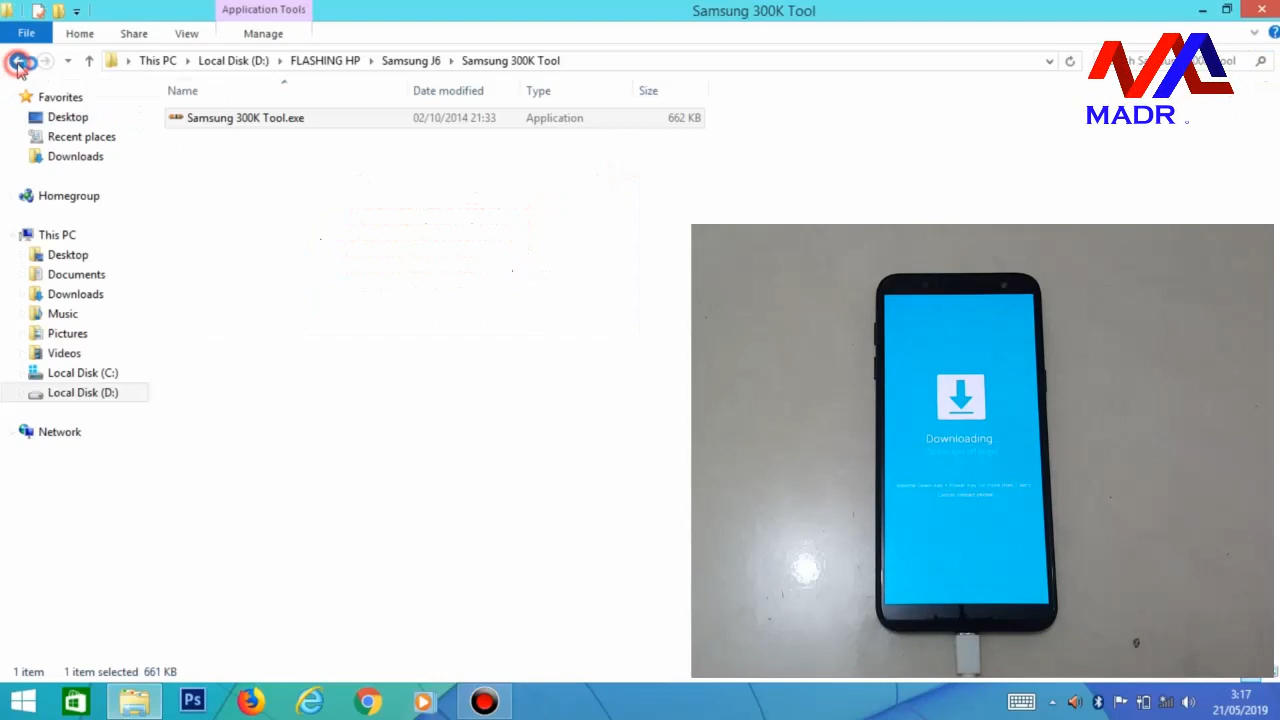 Application Tools
Samsung 300K Tool
File
Home
Share
View
Manage
This PC
Local Disk (D:)
FLASHING HP
Samsung J6
Samsung 300K Tool
MADR
Name
Date modified
Type
Size
Samsung 300K Tool.exe
02/10/2014 21:33
Application
662 KB
Favorites
Desktop
Recent places
Downloads
Homegroup
This PC
Desktop
Documents
Downloads
Music
Pictures
Videos
Local Disk (C:)
Local Disk (D:)
Network
Downloading...
1 item
1 item selected 661 KB
Ps
3:17
21/05/2019